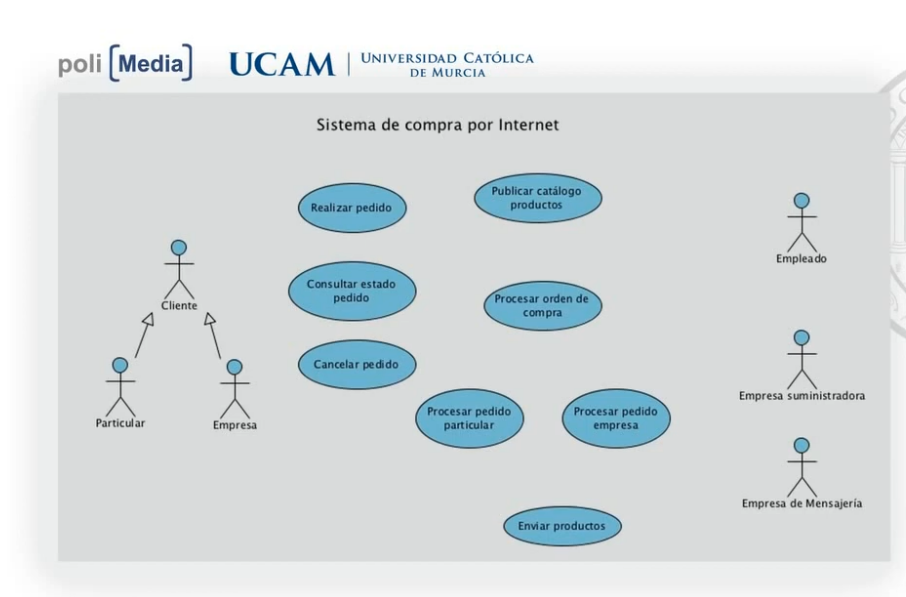 poli [Media]
UCAM | UNIVERSIDAD CATÓLICA
DE MURCIA
Sistema de compra por Internet
Realizar pedido
Publicar catálogo
productos
Empleado
Cliente
Consultar estado
pedido
Procesar orden de
compra
Cancelar pedido
Empresa suministradora
Particular
Empresa
Procesar pedido
particular
Procesar pedido
empresa
Empresa de Mensajería
Enviar productos